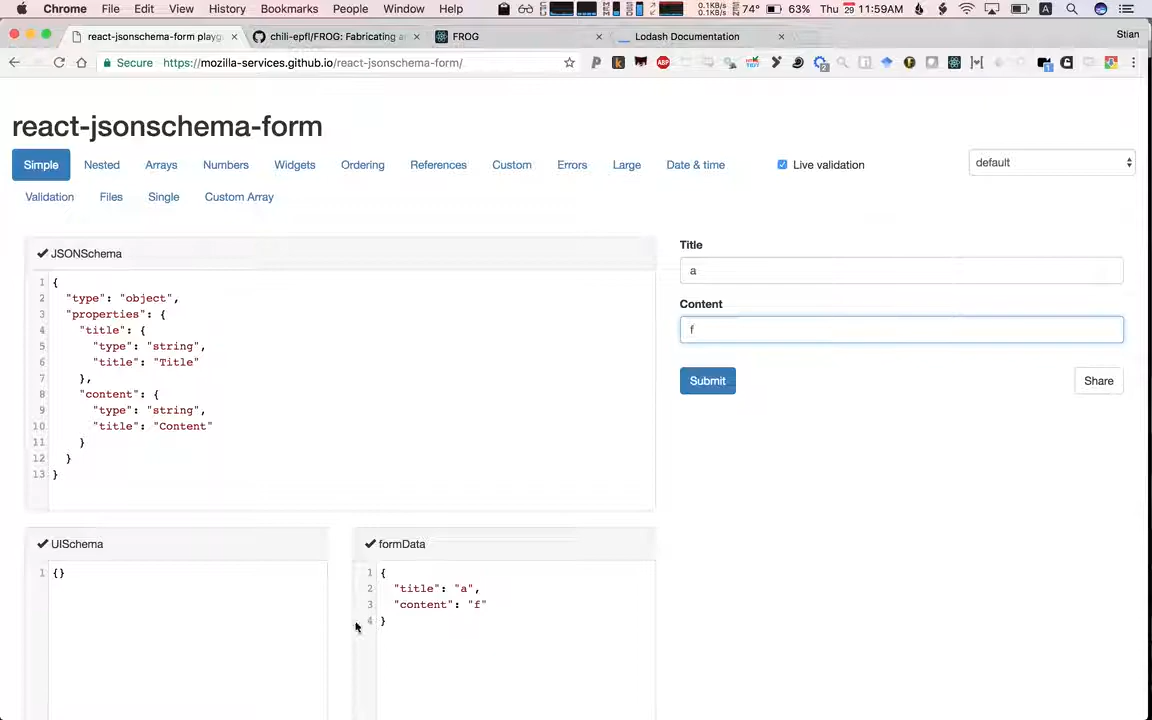 Chrome File Edit View History Bookmarks People Window Help 0.1KB/s 0.1KB/s 74° 63% Thu 29 11:59AM
react-jsonschema-form playg chili-epfl/FROG: Fabricating a FROG Lodash Documentation Stian
Secure https://mozilla-services.github.io/react-jsonschema-form/
react-jsonschema-form
Simple Nested Arrays Numbers Widgets Ordering References Custom Errors Large Date & time Live validation default
Validation Files Single Custom Array
JSONSchema
1 {
2 "type": "object",
3 "properties": {
4 "title": {
5 "type": "string",
6 "title": "Title"
7 },
8 "content": {
9 "type": "string",
10 "title": "Content"
11 }
12 }
13 }
Title
a
Content
f
Submit Share
UISchema
1 {}
formData
1 {
2 "title": "a",
3 "content": "f"
4 }